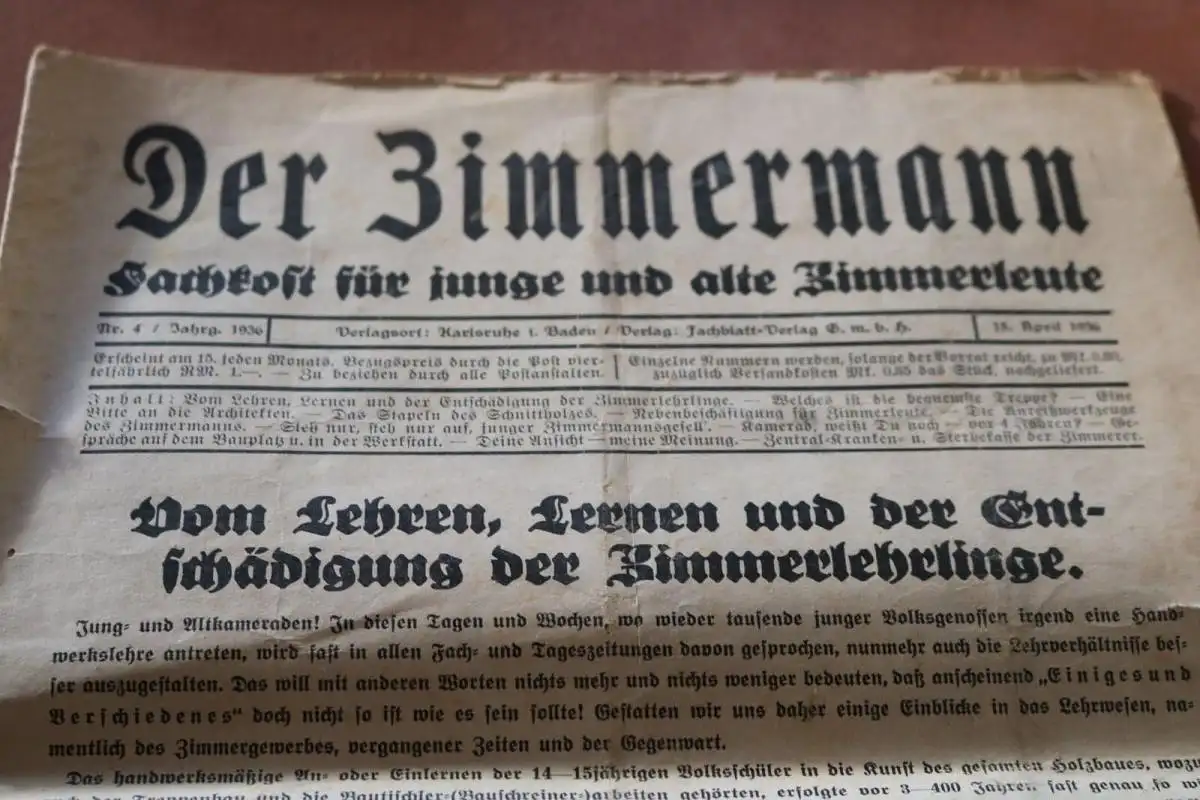 Der Zimmermann
Fachkost für junge und alte Zimmerleute
Nr. 4 / Jahrg. 1936
Verlagsort: Karlsruhe i. Baden / Verlag: Fachblatt-Verlag G. m. b. H.
15. April 1936
Erscheint am 15. jeden Monats. Bezugspreis durch die Post vier-
teljährlich RM. 1.—. — Zu beziehen durch alle Postanstalten.
Einzelne Nummern werden, solange der Vorrat reicht, zu
zuzüglich Versandkosten Mk. 0.85 das Stück, nachgeliefert.
Inhalt: Vom Lehren, Lernen und der Entschädigung der Zimmerlehrlinge. — Welches ist die bequemste Treppe? — Eine
Bitte an die Architekten. — Das Stapeln des Schnittholzes. — Nebenbeschäftigung für Zimmerleute. — Die Anreißwerkzeuge
des Zimmermanns. — Sieh nur, sieh nur auf, junger Zimmermannsgesell'. — Kamerad, weißt Du noch — vor 4 Jahren? — Ge-
spräche auf dem Bauplatz u. in der Werkstatt. — Deine Ansicht — meine Meinung. — Zentral-Kranken- u. Sterbekasse der Zimmerer.
Vom Lehren, Lernen und der Ent-
schädigung der Zimmerlehrlinge.
Jung- und Altkameraden! In diesen Tagen und Wochen, wo wieder tausende junger Volksgenossen irgend eine Hand-
werkslehre antreten, wird fast in allen Fach- und Tageszeitungen davon gesprochen, nunmehr auch die Lehrverhältnisse bes-
ser auszugestalten. Das will mit anderen Worten nichts mehr und nichts weniger bedeuten, daß anscheinend „Einiges und
Verschiedenes“ doch nicht so ist wie es sein sollte! Gestatten wir uns daher einige Einblicke in das Lehrwesen, na-
mentlich des Zimmergewerbes, vergangener Zeiten und der Gegenwart.
Das handwerksmäßige An- oder Einlernen der 14—15jährigen Volksschüler in die Kunst des gesamten Holzbaues, wozu
auch der Treppenbau und die Bautischler-(Bauschreiner-)arbeiten gehörten, erfolgte vor 3—400 Jahren fast genau so